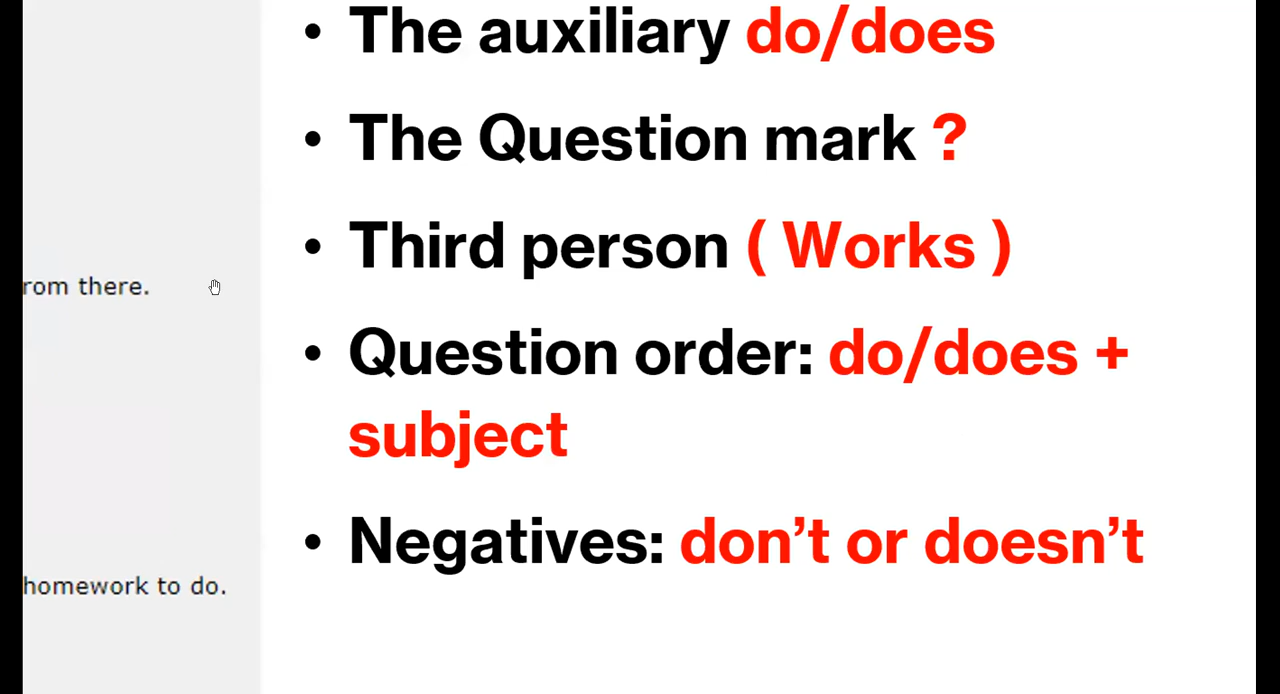 • The auxiliary do/does
• The Question mark ?
• Third person ( Works )
rom there.
• Question order: do/does +
subject
• Negatives: don’t or doesn’t
homework to do.